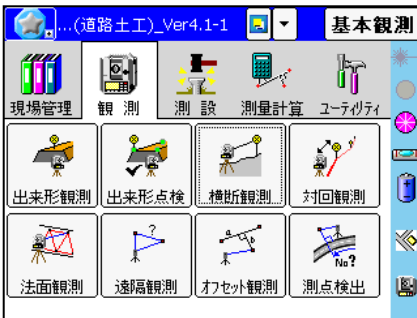 ...(道路土工)_Ver4.1-1 基本観測
現場管理 観 測 測 設 測量計算 ユーティリティ
出来形観測 出来形点検 横断観測 対回観測
?
a b No?
法面観測 遠隔観測 オフセット観測 測点検出